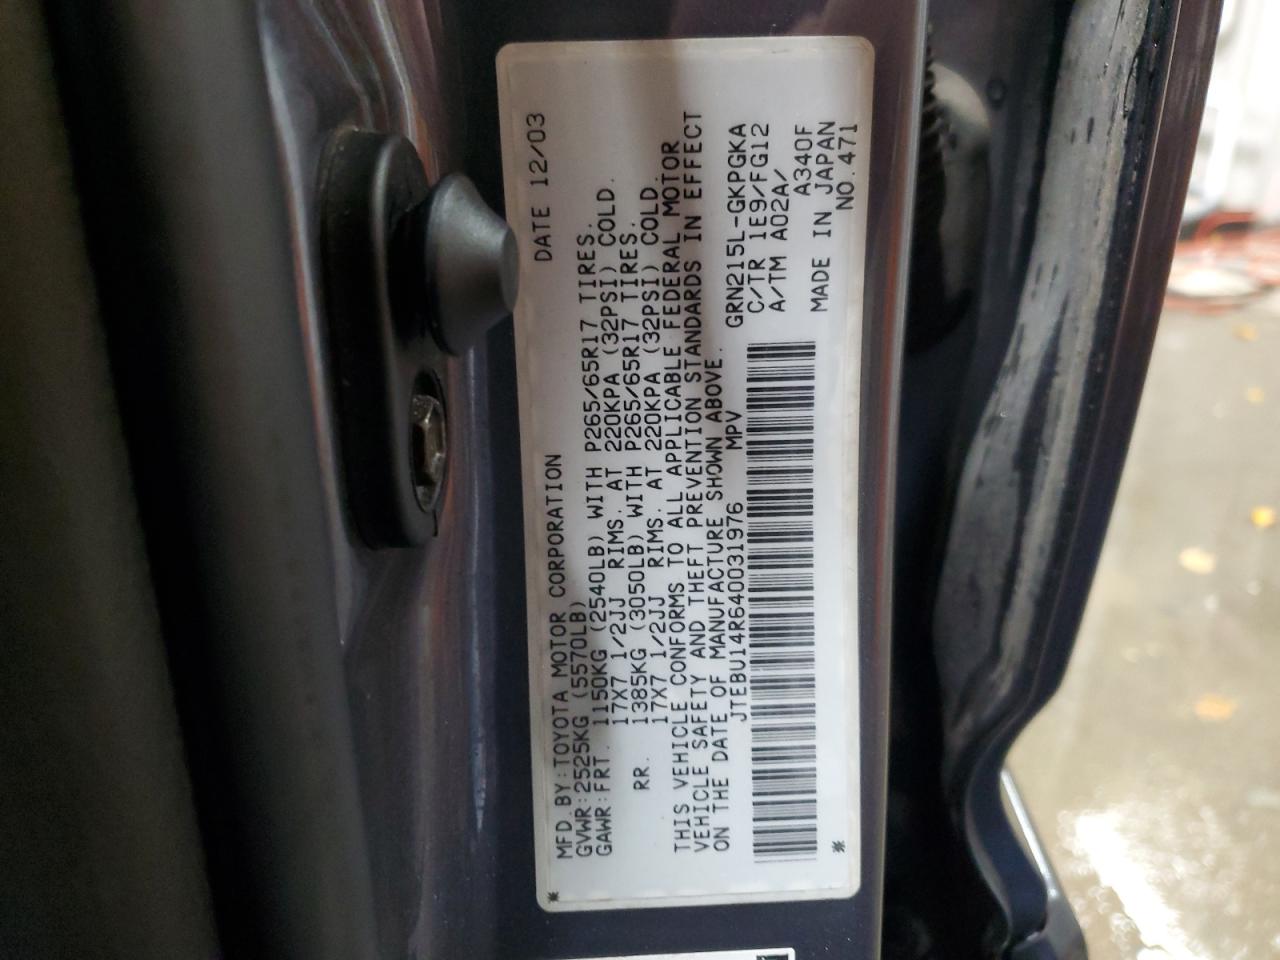 MFD.BY:TOYOTA MOTOR CORPORATION DATE 12/03
GVWR:2525KG (5570LB)
GAWR:FRT. 1150KG (2540LB) WITH P265/65R17 TIRES.
17X7 1/2JJ RIMS. AT 220KPA (32PSI) COLD.
RR. 1385KG (3050LB) WITH P265/65R17 TIRES.
17X7 1/2JJ RIMS. AT 220KPA (32PSI) COLD.
THIS VEHICLE CONFORMS TO ALL APPLICABLE FEDERAL MOTOR
VEHICLE SAFETY AND THEFT PREVENTION STANDARDS IN EFFECT
ON THE DATE OF MANUFACTURE SHOWN ABOVE.
JTEBU14R640031976 MPV GRN215L-GKPGKA
C/TR 1E9/FG12
A/TM A02A/
A340F
MADE IN JAPAN
NO.471